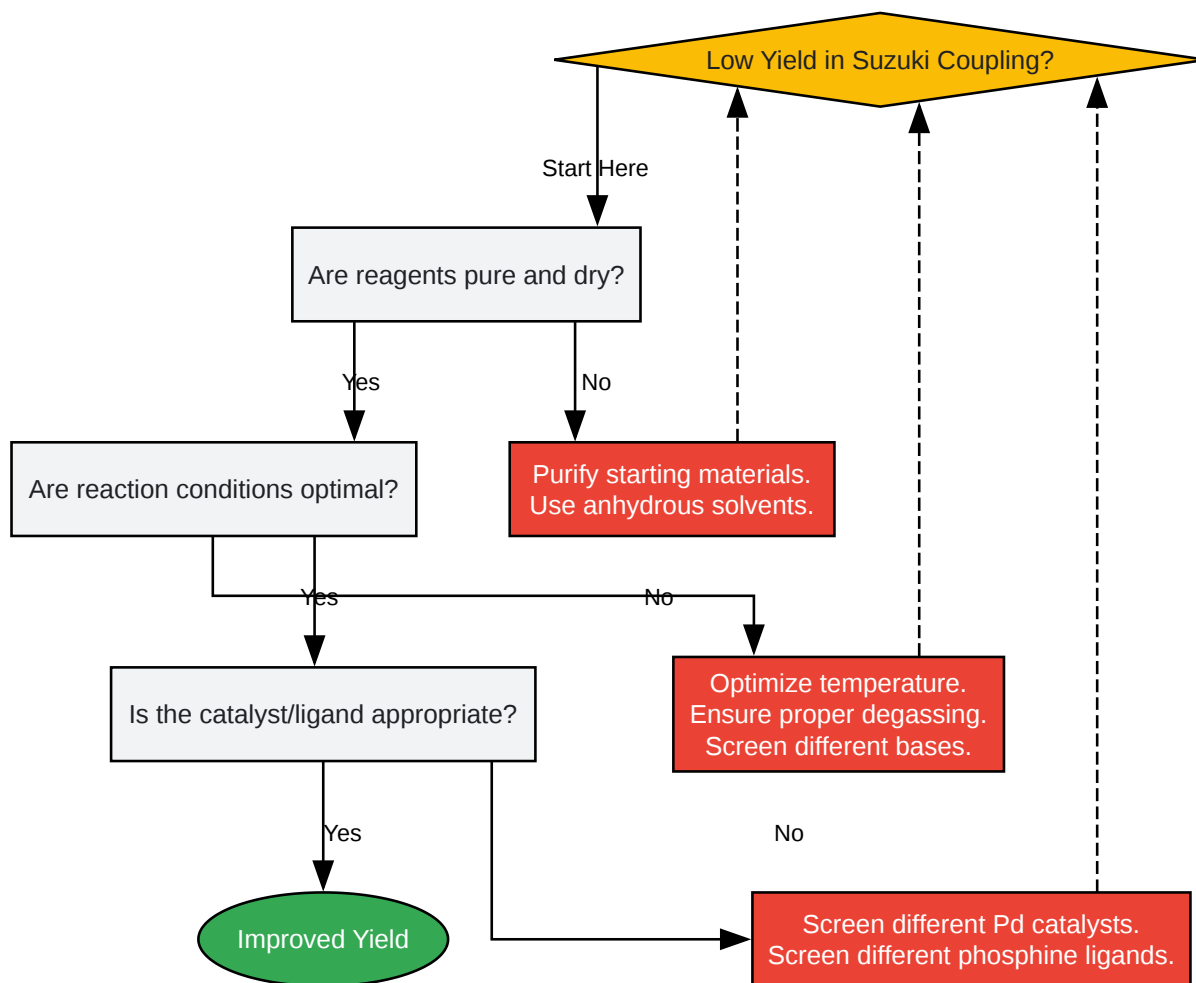 Low Yield in Suzuki Coupling?
Start Here
Are reagents pure and dry?
Yes
No
Are reaction conditions optimal?
Purify starting materials.
Use anhydrous solvents.
Yes
No
Is the catalyst/ligand appropriate?
Optimize temperature.
Ensure proper degassing.
Screen different bases.
Yes
No
Improved Yield
Screen different Pd catalysts.
Screen different phosphine ligands.